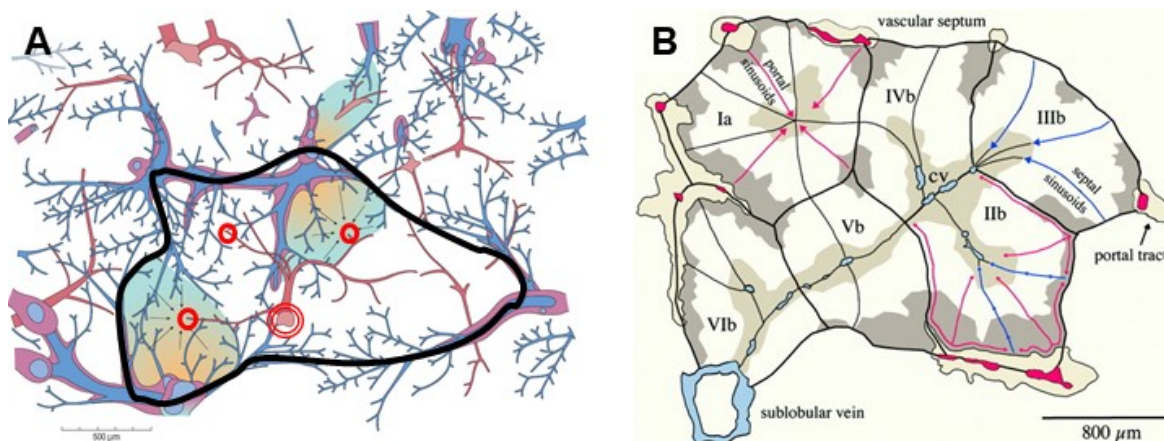 A
500 μm
B
vascular septum
portal
sinusoids
Ia
IVb
IIIb
cv
septal
sinusoids
IIb
Vb
portal tract
VIb
sublobular vein
800 μm